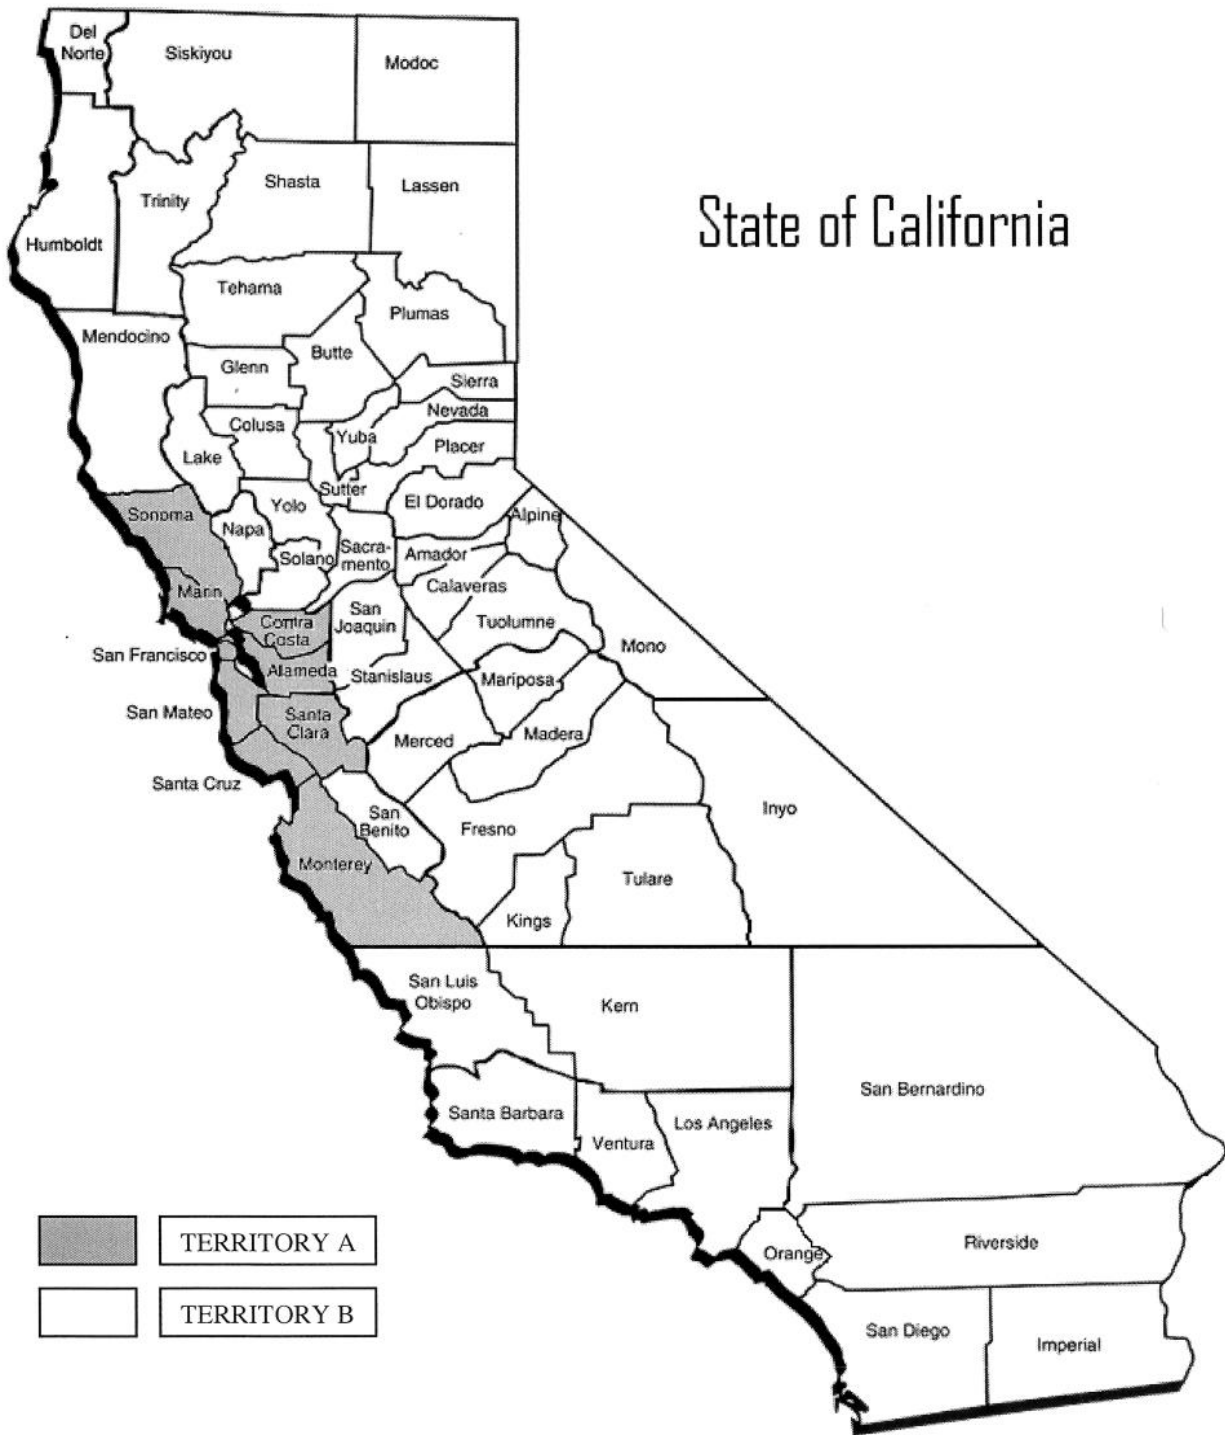 Del
Norte
Siskiyou
Modoc
Trinity
Shasta
Lassen
State of California
Humboldt
Tehama
Plumas
Mendocino
Glenn
Butte
Sierra
Nevada
Colusa
Yuba
Placer
Lake
Sutter
Yolo
El Dorado
Alpine
Sonoma
Napa
Solano
Sacra-
mento
Amador
Calaveras
Marin
Contra
Costa
San
Joaquin
Tuolumne
Mono
San Francisco
Alameda
Stanislaus
Mariposa
San Mateo
Santa
Clara
Merced
Madera
Santa Cruz
San
Benito
Fresno
Inyo
Monterey
Tulare
Kings
San Luis
Obispo
Kern
San Bernardino
Santa Barbara
Ventura
Los Angeles
Orange
Riverside
San Diego
Imperial
TERRITORY A
TERRITORY B